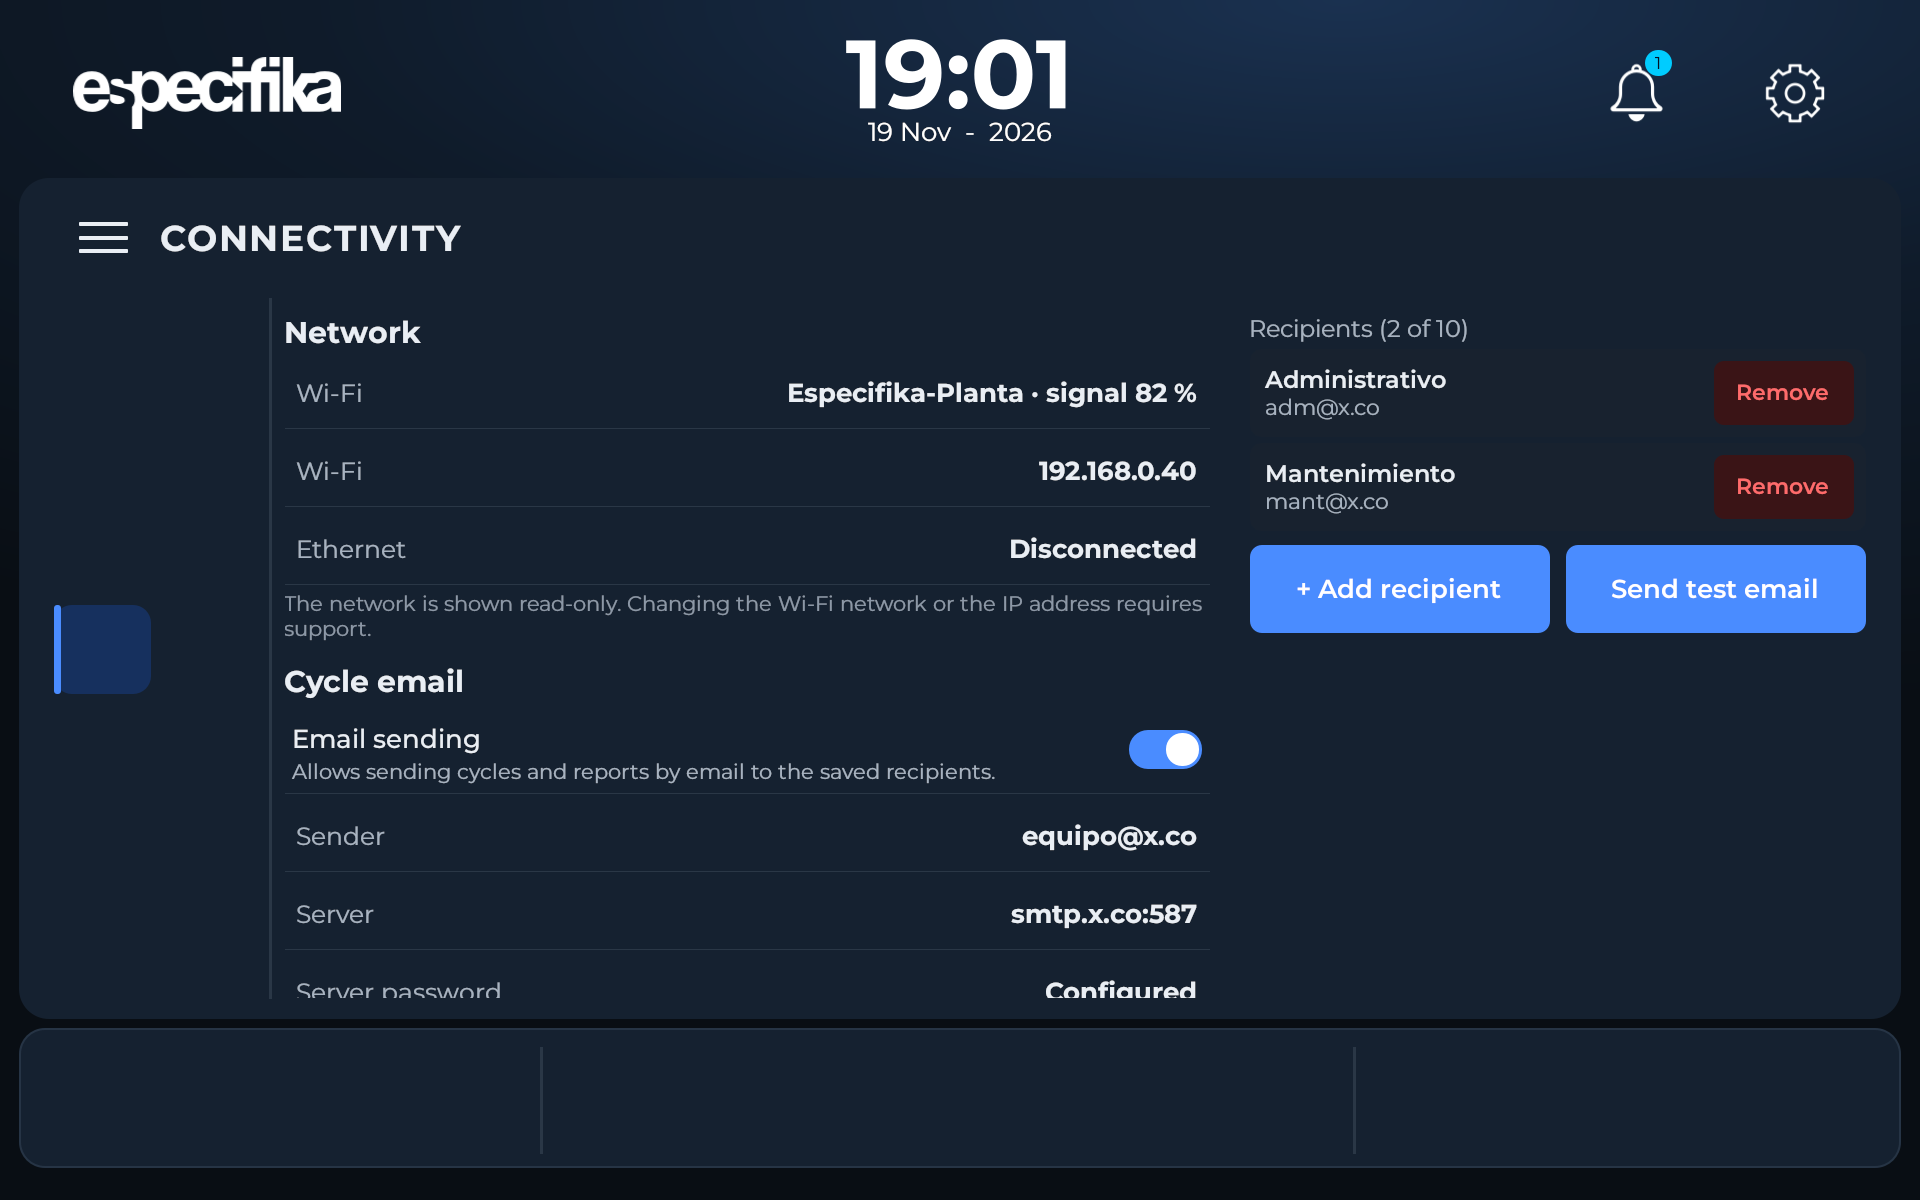 especifika
19:01
19 Nov - 2026
1
CONNECTIVITY
Network
Wi-Fi
Especifika-Planta · signal 82 %
Wi-Fi
192.168.0.40
Ethernet
Disconnected
The network is shown read-only. Changing the Wi-Fi network or the IP address requires
support.
Cycle email
Email sending
Allows sending cycles and reports by email to the saved recipients.
Sender
equipo@x.co
Server
smtp.x.co:587
Server password
Configured
Recipients (2 of 10)
Administrativo
adm@x.co
Remove
Mantenimiento
mant@x.co
Remove
+ Add recipient
Send test email